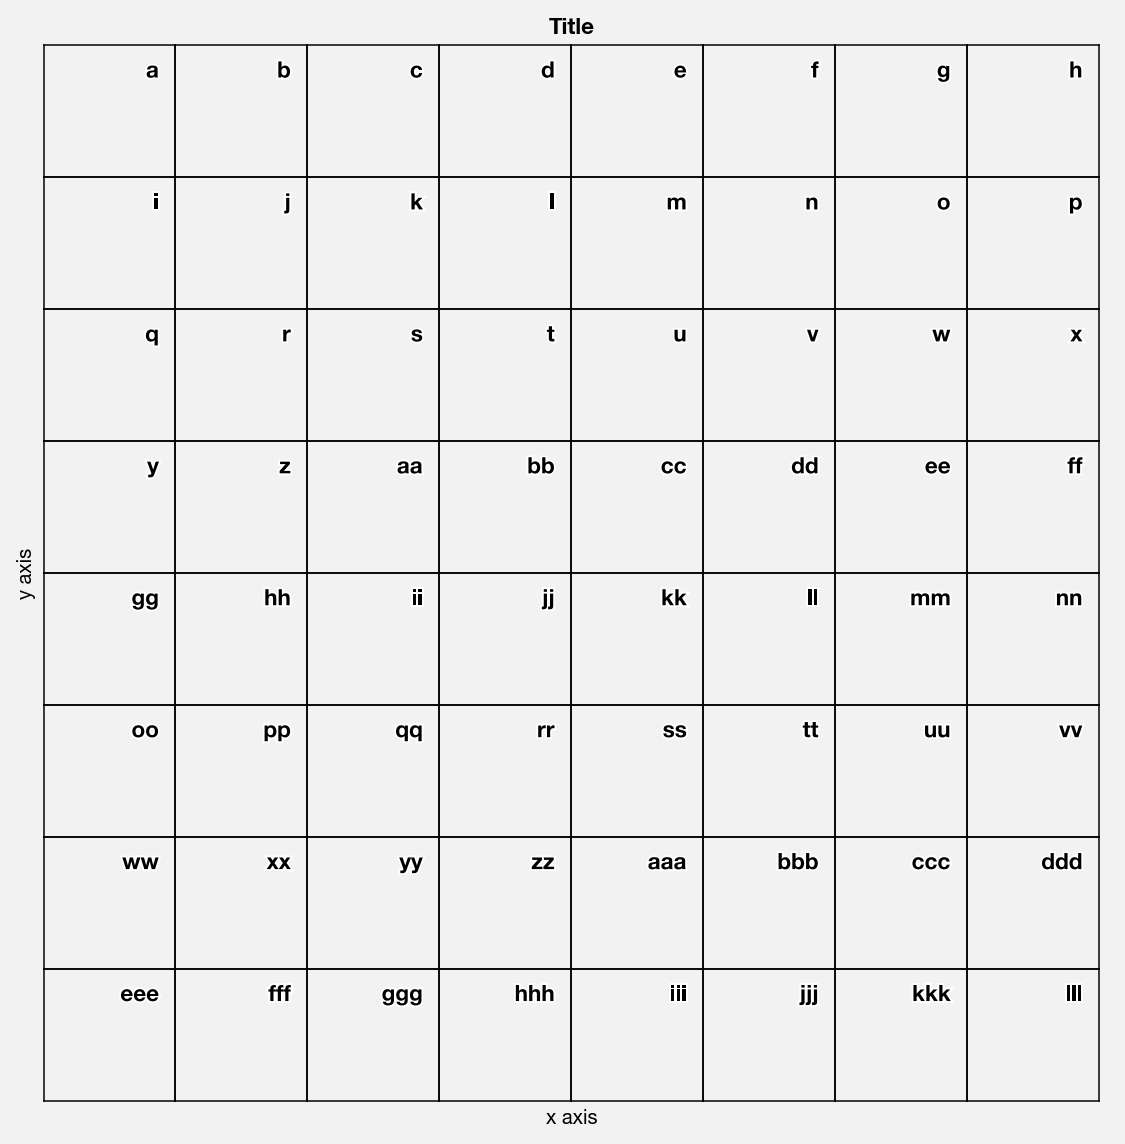 Title
a b c d e f g h
i j k l m n o p
q r s t u v w x
y z aa bb cc dd ee ff
gg hh ii jj kk ll mm nn
oo pp qq rr ss tt uu vv
ww xx yy zz aaa bbb ccc ddd
eee fff ggg hhh iii jjj kkk lll
y axis
x axis